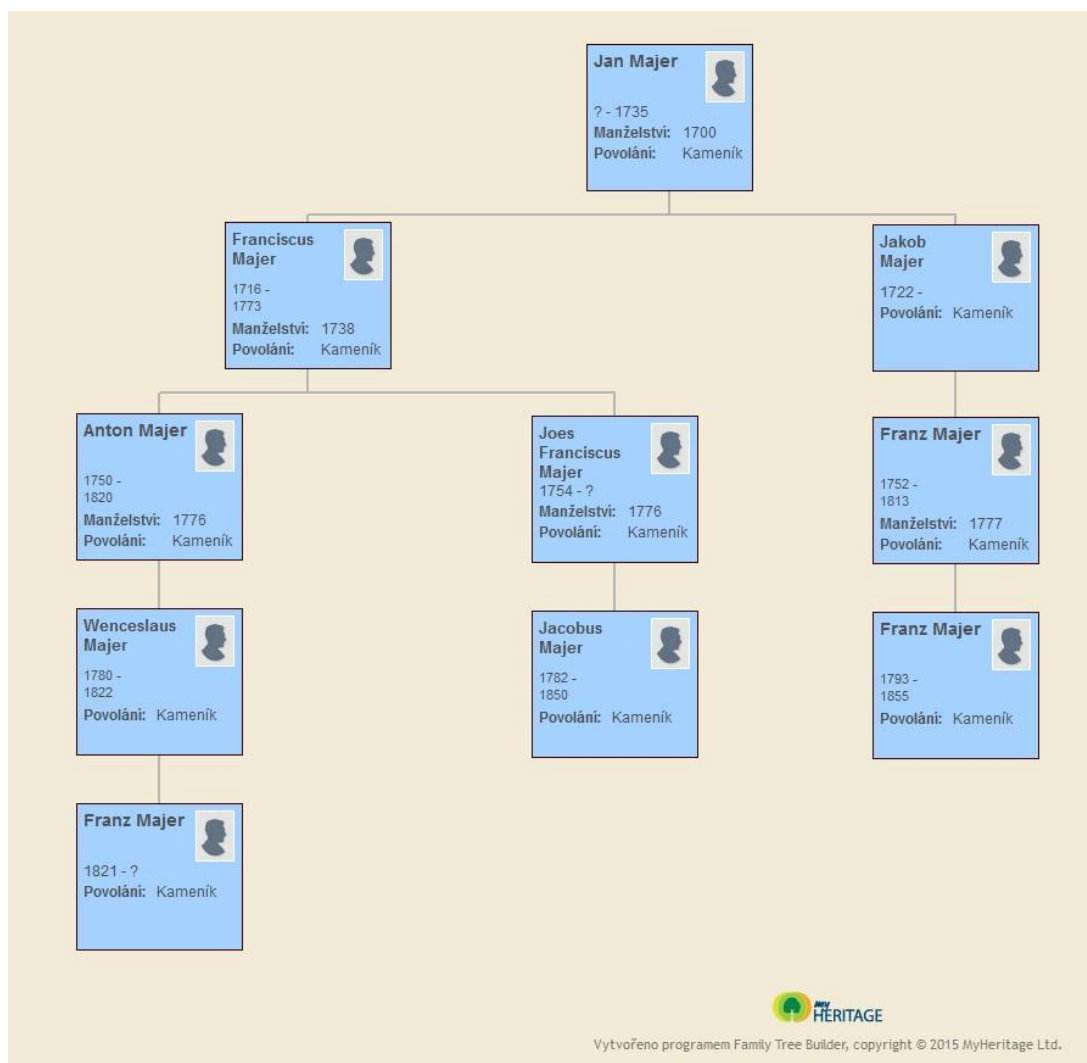 Jan Majer
? - 1735
Manželství: 1700
Povolání: Kameník
Franciscus
Majer
1716 -
1773
Manželství: 1738
Povolání: Kameník
Jakob
Majer
1722 -
Povolání: Kameník
Anton Majer
1750 -
1820
Manželství: 1776
Povolání: Kameník
Joes
Franciscus
Majer
1754 - ?
Manželství: 1776
Povolání: Kameník
Franz Majer
1752 -
1813
Manželství: 1777
Povolání: Kameník
Wenceslaus
Majer
1780 -
1822
Povolání: Kameník
Jacobus
Majer
1782 -
1850
Povolání: Kameník
Franz Majer
1793 -
1855
Povolání: Kameník
Franz Majer
1821 - ?
Povolání: Kameník
MY
HERITAGE
Vytvořeno programem Family Tree Builder, copyright © 2015 MyHeritage Ltd.